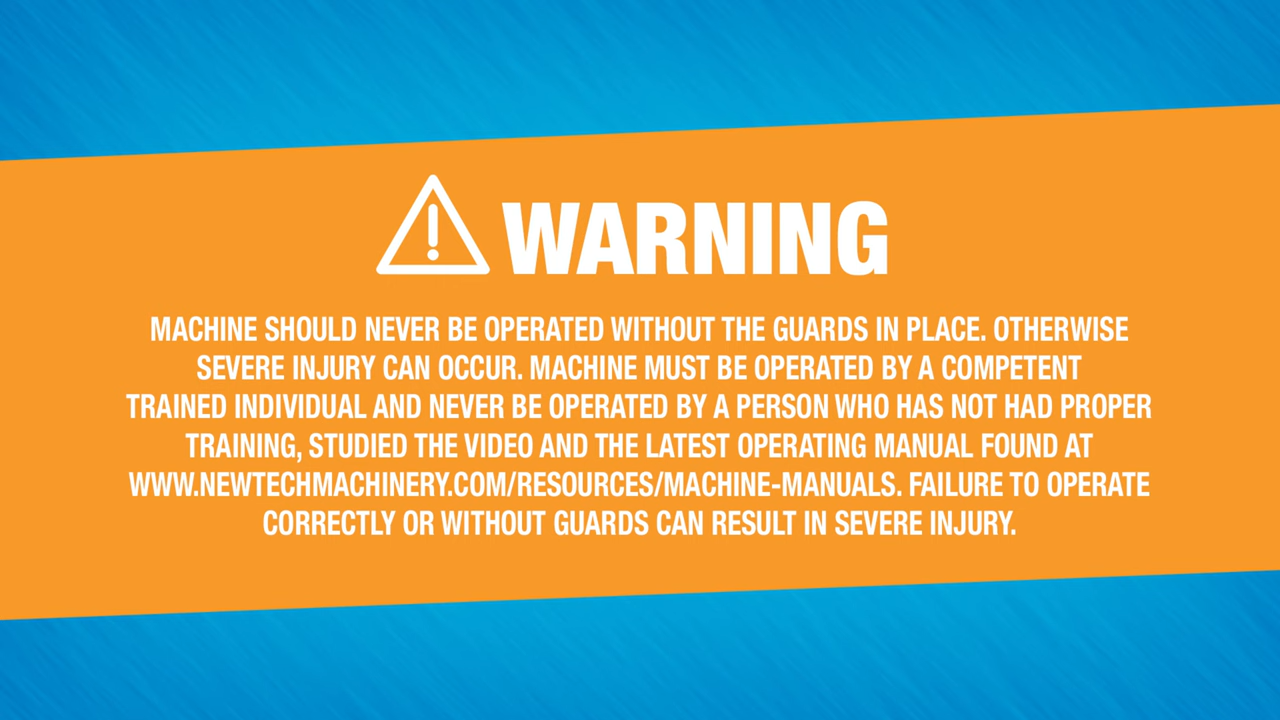 WARNING
MACHINE SHOULD NEVER BE OPERATED WITHOUT THE GUARDS IN PLACE. OTHERWISE
SEVERE INJURY CAN OCCUR. MACHINE MUST BE OPERATED BY A COMPETENT
TRAINED INDIVIDUAL AND NEVER BE OPERATED BY A PERSON WHO HAS NOT HAD PROPER
TRAINING, STUDIED THE VIDEO AND THE LATEST OPERATING MANUAL FOUND AT
WWW.NEWTECHMACHINERY.COM/RESOURCES/MACHINE-MANUALS. FAILURE TO OPERATE
CORRECTLY OR WITHOUT GUARDS CAN RESULT IN SEVERE INJURY.